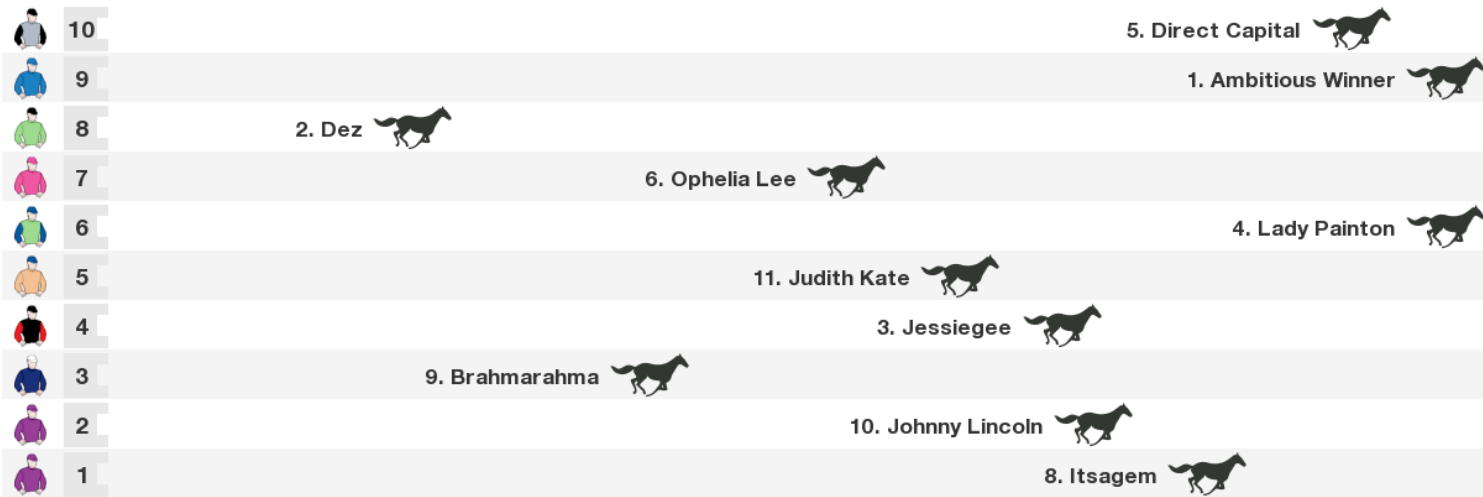 10 5. Direct Capital
9 1. Ambitious Winner
8 2. Dez
7 6. Ophelia Lee
6 4. Lady Painton
5 11. Judith Kate
4 3. Jessiegee
3 9. Brahmarahma
2 10. Johnny Lincoln
1 8. Itsagem